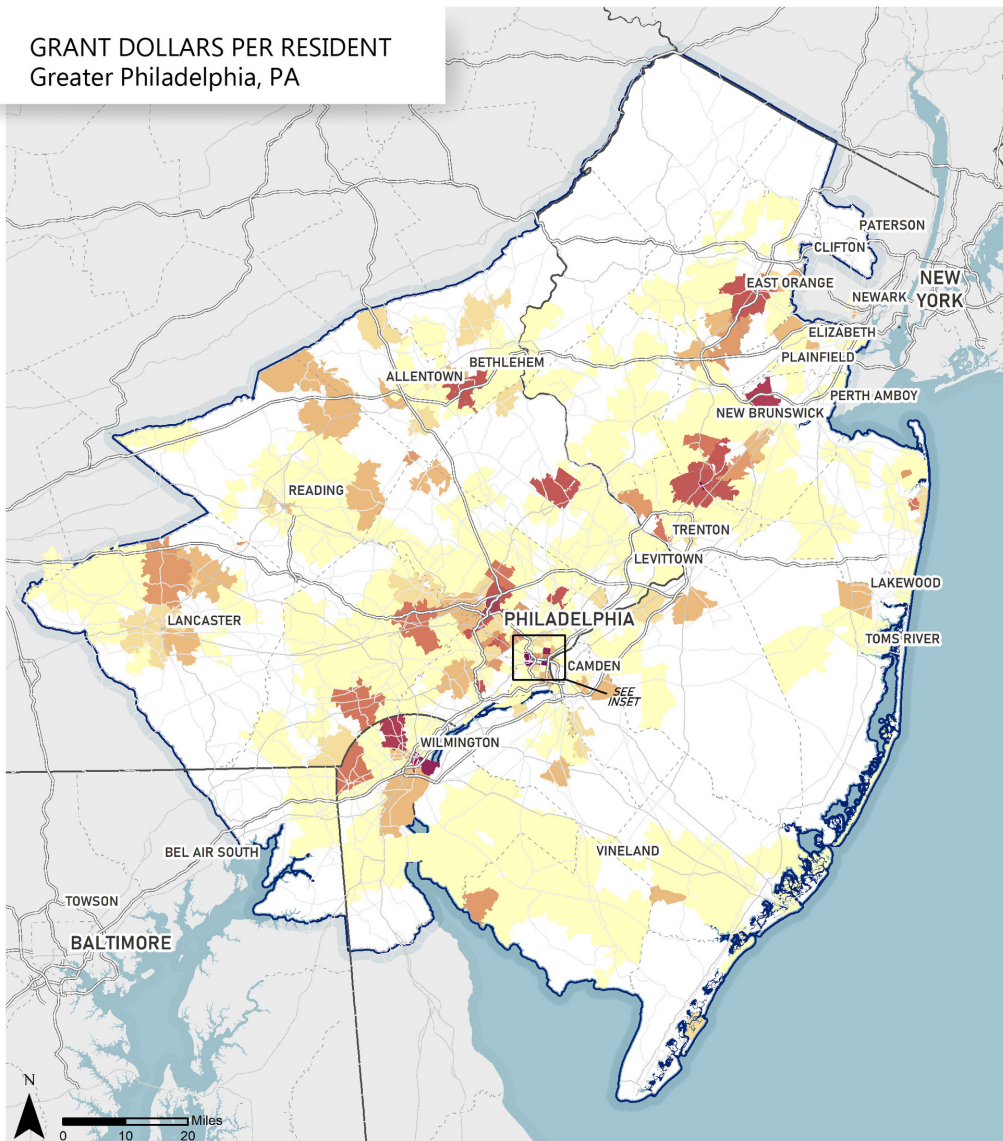 GRANT DOLLARS PER RESIDENT
Greater Philadelphia, PA
PATERSON
CLIFTON
NEW
YORK
EAST ORANGE
NEWARK
ELIZABETH
PLAINFIELD
BETHLEHEM
ALLENTOWN
PERTH AMBOY
NEW BRUNSWICK
READING
TRENTON
LEVITTOWN
LAKEWOOD
LANCASTER
PHILADELPHIA
TOMS RIVER
CAMDEN
SEE
INSET
WILMINGTON
BEL AIR SOUTH
VINELAND
TOWSON
BALTIMORE
N
Miles
0 10 20